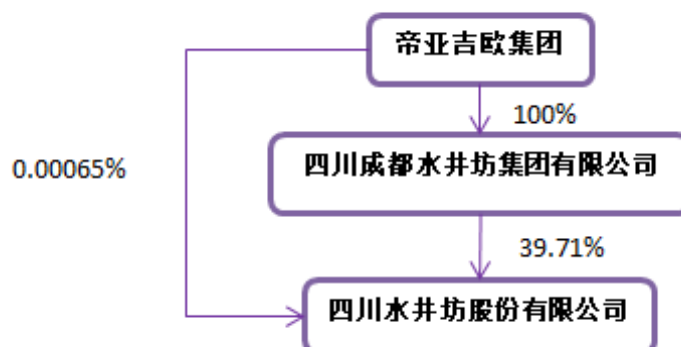 帝亚吉欧集团
100%
0.00065%
四川成都水井坊集团有限公司
39.71%
四川水井坊股份有限公司